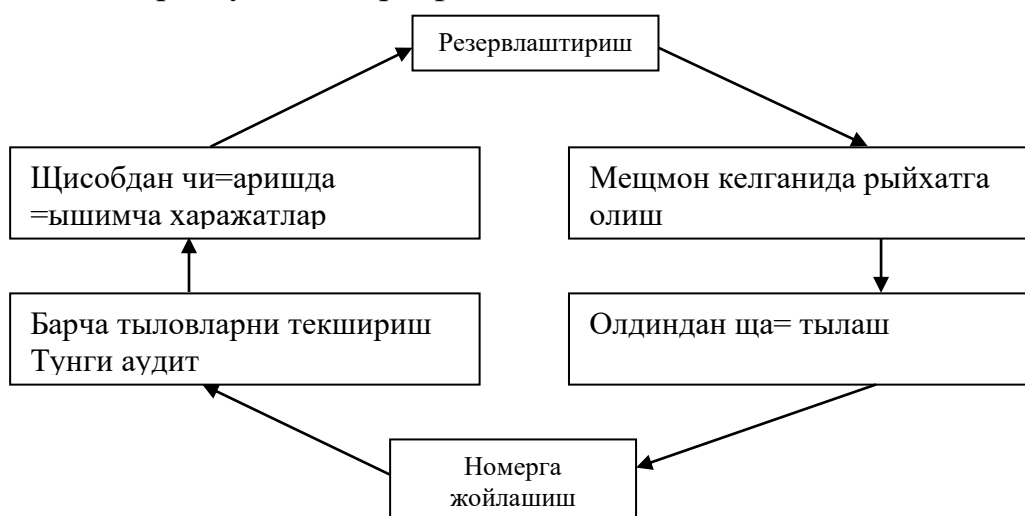 Резервлаштириш
Щисобдан чи=аришда
=ышимча харажатлар
Мещмон келганида рыйхатга
олиш
Барча тыловларни текшириш
Тунги аудит
Олдиндан ща= тылаш
Номерга
жойлашиш